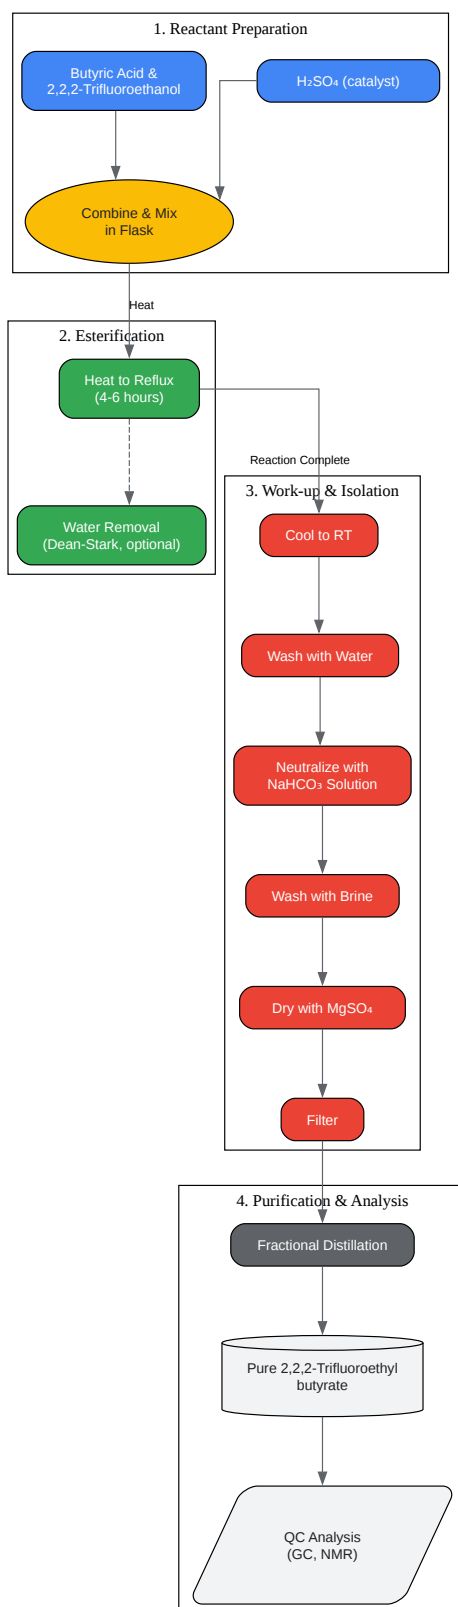 1. Reactant Preparation
Butyric Acid &
2,2,2-Trifluoroethanol
H₂SO₄ (catalyst)
Combine & Mix
in Flask
Heat
2. Esterification
Heat to Reflux
(4-6 hours)
Water Removal
(Dean-Stark, optional)
Reaction Complete
3. Work-up & Isolation
Cool to RT
Wash with Water
Neutralize with
NaHCO₃ Solution
Wash with Brine
Dry with MgSO₄
Filter
4. Purification & Analysis
Fractional Distillation
Pure 2,2,2-Trifluoroethyl
butyrate
QC Analysis
(GC, NMR)